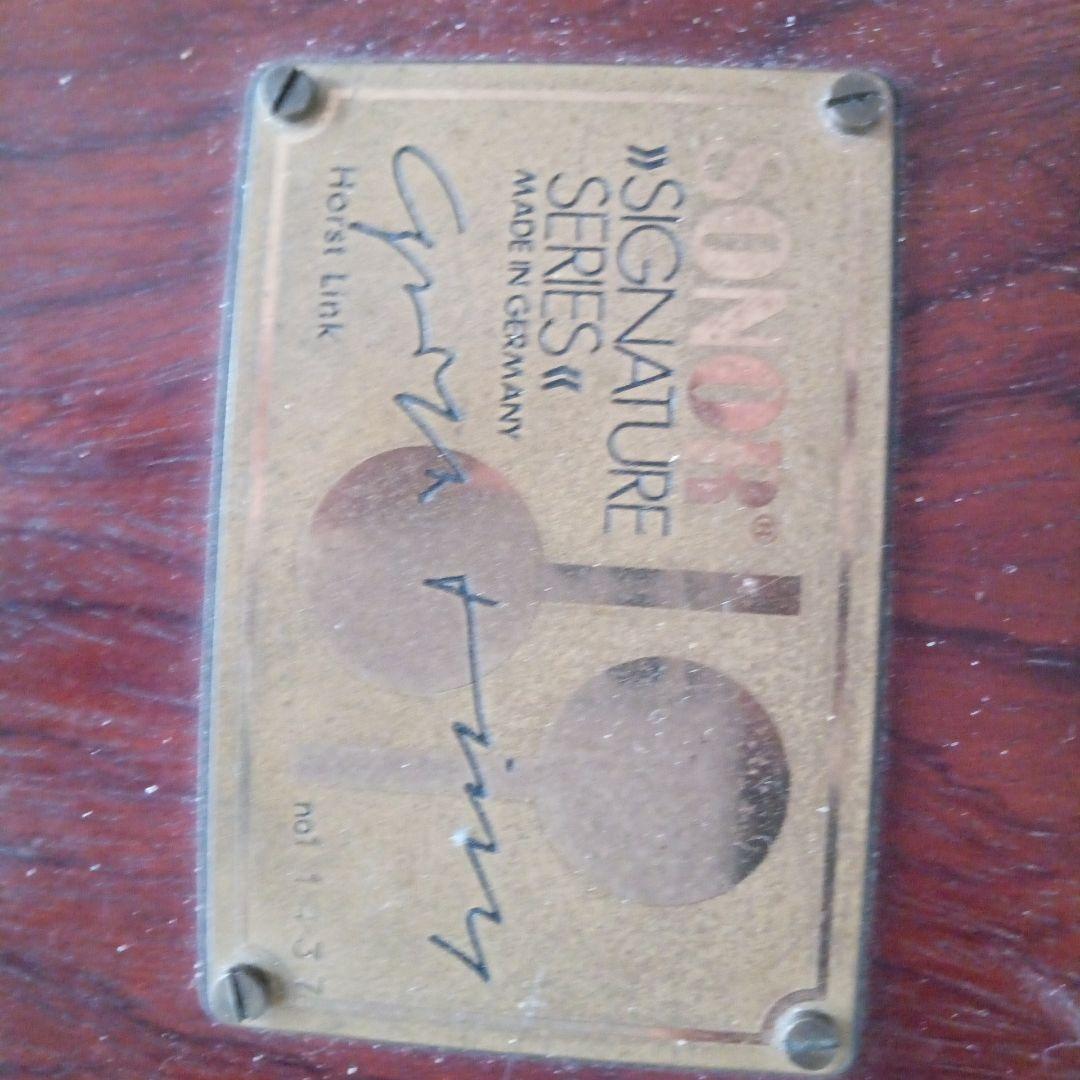 SONOR®
»SIGNATURE
SERIES«
MADE IN GERMANY
Horst Link